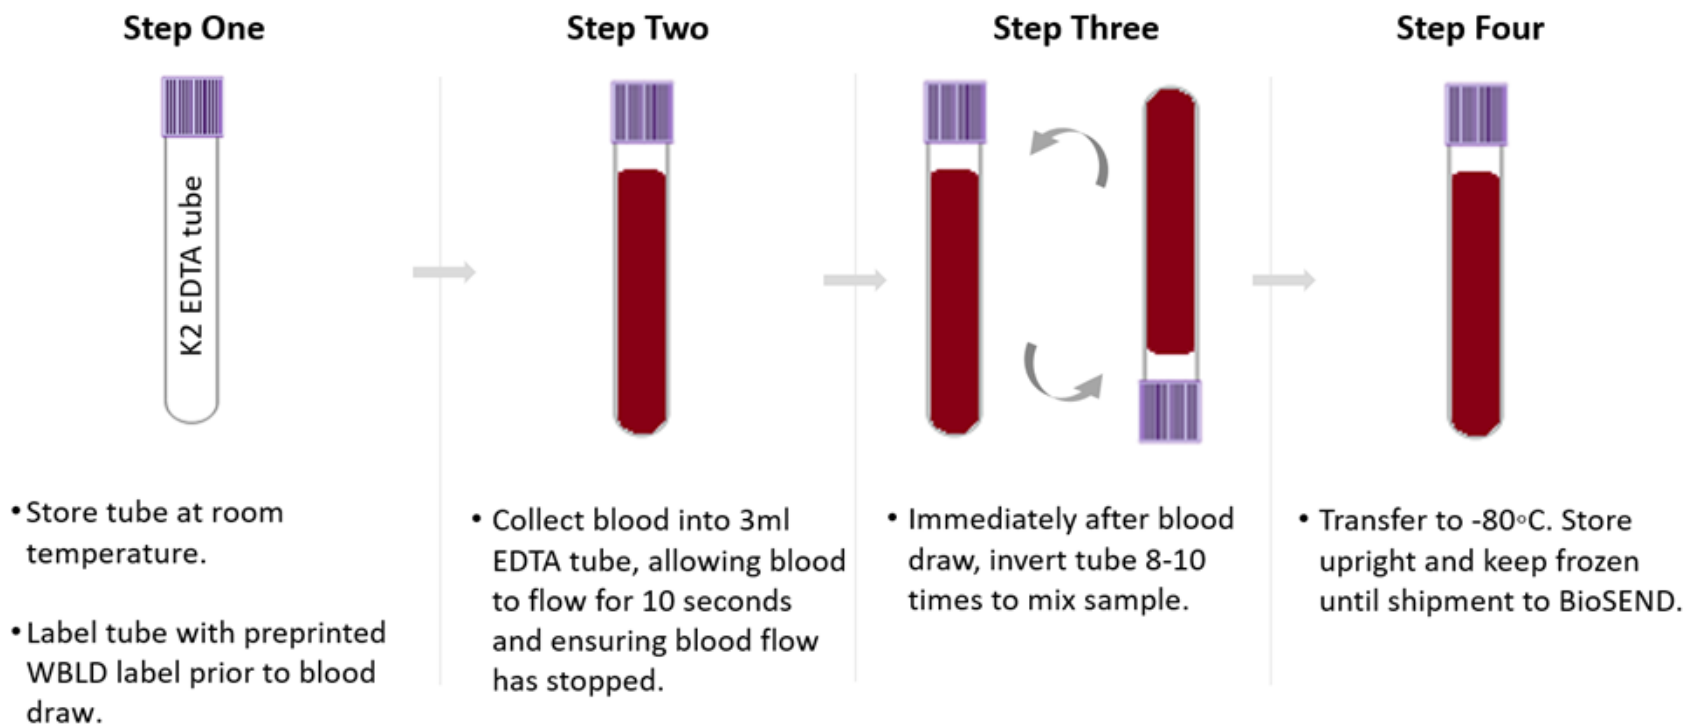 Step One
K2 EDTA tube
• Store tube at room
temperature.
• Label tube with preprinted
WBLD label prior to blood
draw.
Step Two
• Collect blood into 3ml
EDTA tube, allowing blood
to flow for 10 seconds
and ensuring blood flow
has stopped.
Step Three
• Immediately after blood
draw, invert tube 8-10
times to mix sample.
Step Four
• Transfer to -80◦C. Store
upright and keep frozen
until shipment to BioSEND.